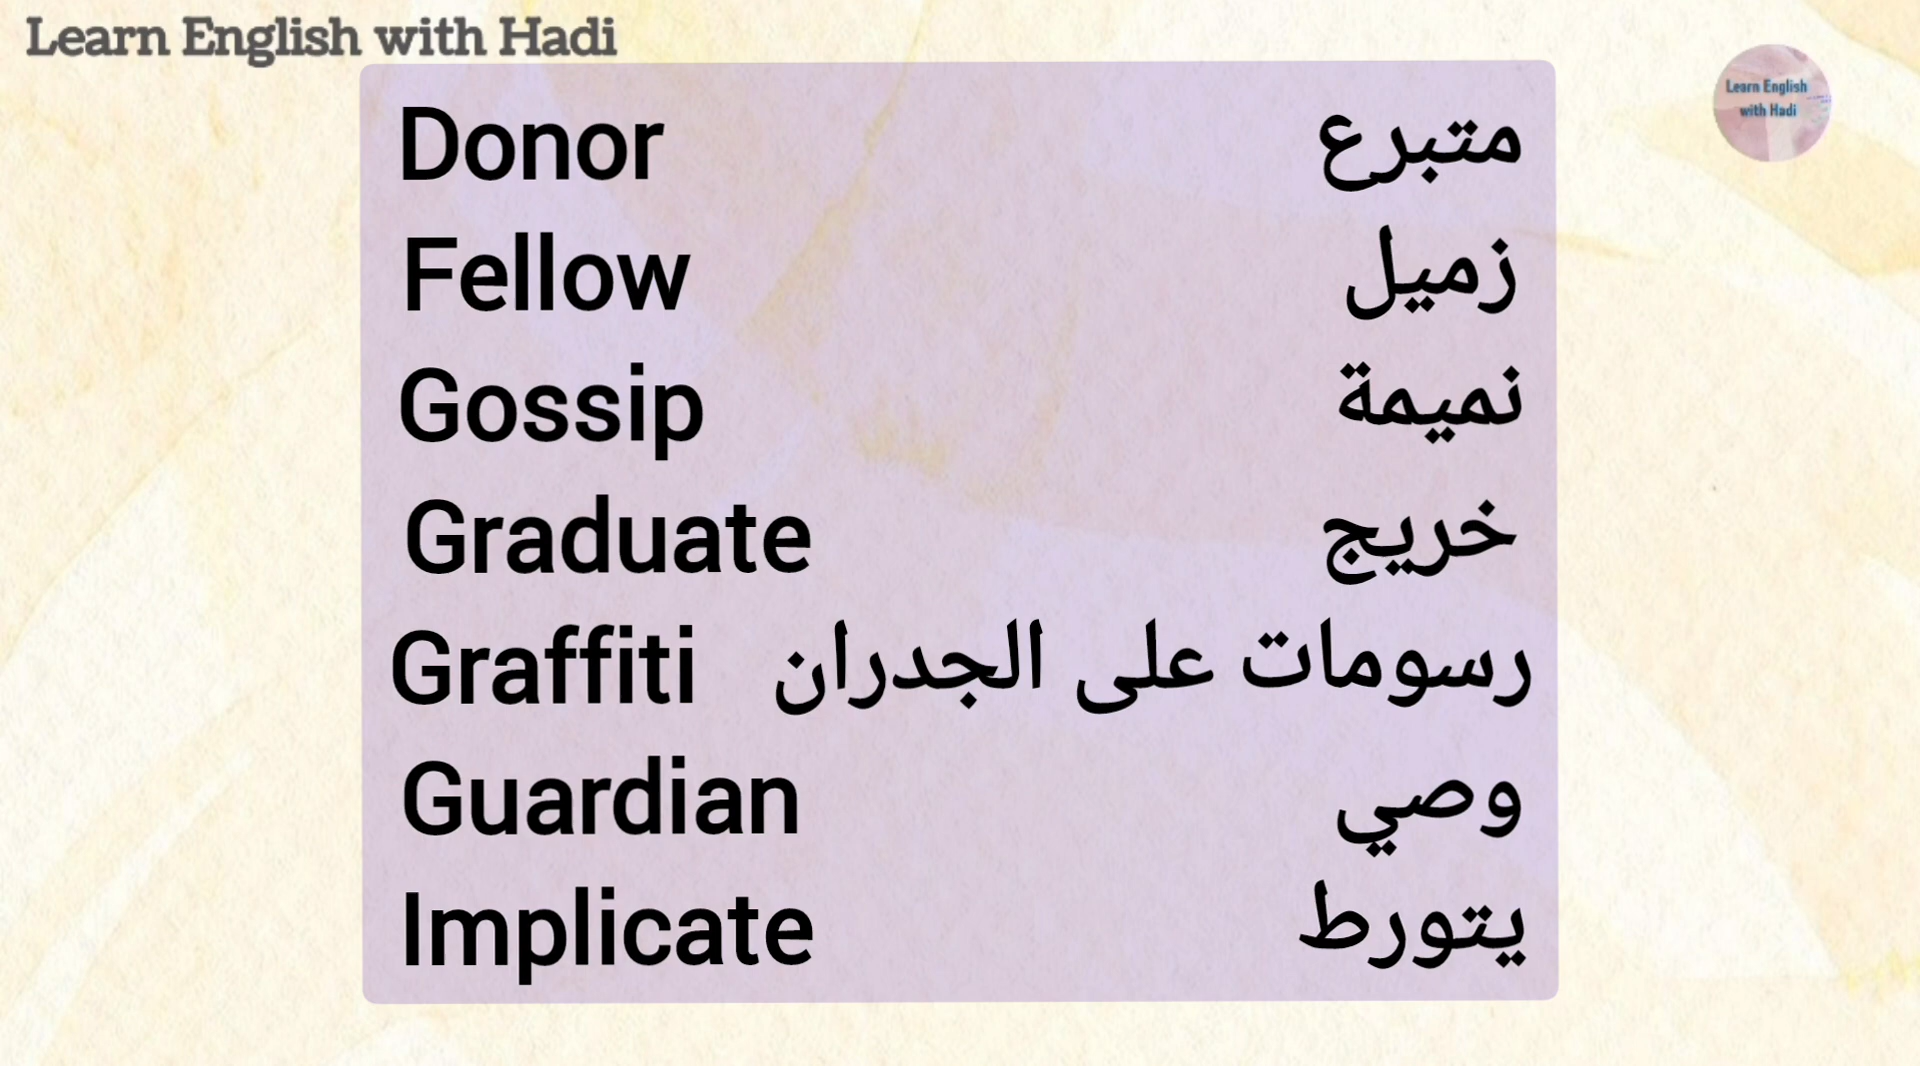 Learn English with Hadi
Learn English
with Hadi
Donor متبرع
Fellow زميل
Gossip نميمة
Graduate خريج
Graffiti رسومات على الجدران
Guardian وصي
Implicate يتورط